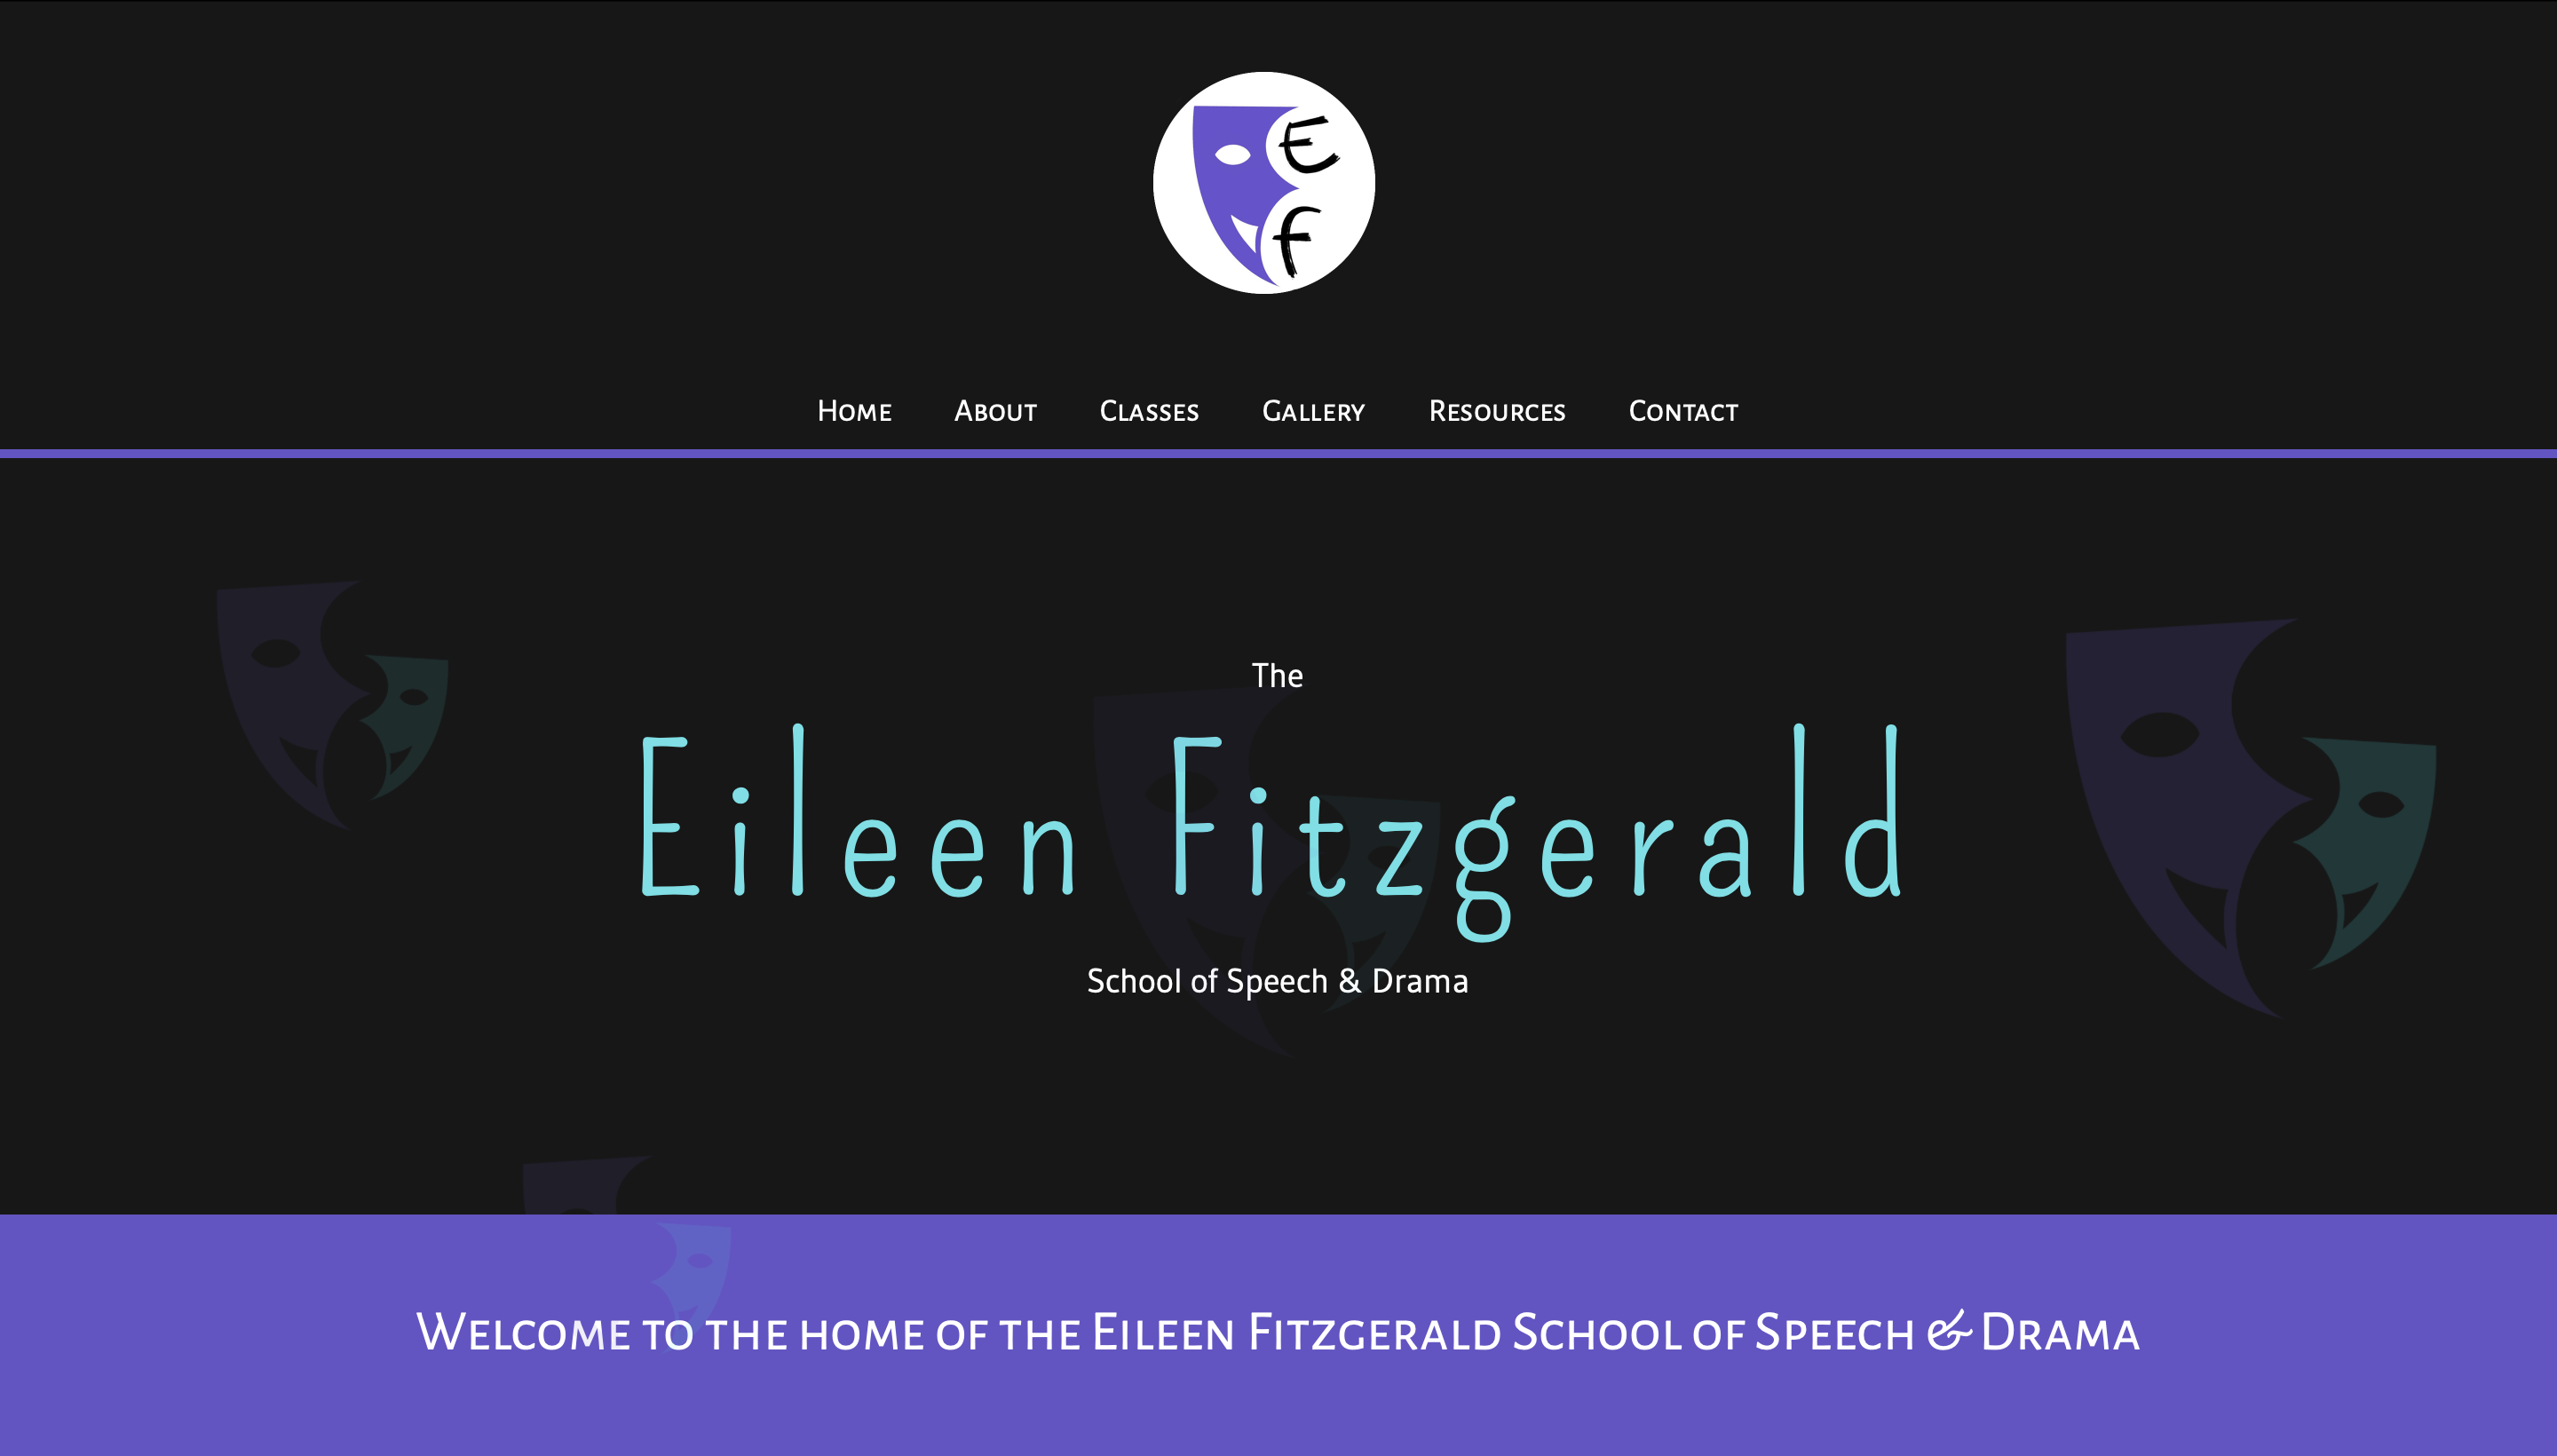 E
F
Home About Classes Gallery Resources Contact
The
Eileen Fitzgerald
School of Speech & Drama
Welcome to the home of the Eileen Fitzgerald School of Speech & Drama